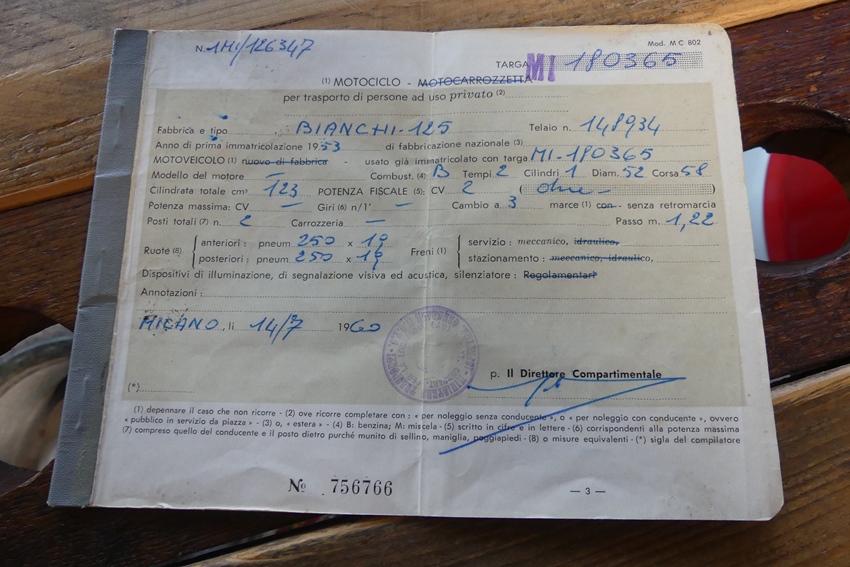 N. 1MI/126347
Mod. M C 802
TARGA MI 180365
(1) MOTOCICLO - MOTOCARROZZETTA
per trasporto di persone ad uso privato (2)
Fabbrica e tipo BIANCHI-125 Telaio n. 148934
Anno di prima immatricolazione 1953 di fabbricazione nazionale (3)
MOTOVEICOLO (1) nuovo di fabbrica - usato già immatricolato con targa MI-180365
Modello del motore — Combust. (4) B Tempi 2 Cilindri 1 Diam. 52 Corsa 58
Cilindrata totale cm³ 123 POTENZA FISCALE (5): CV 2 ( due - )
Potenza massima: CV — Giri (6) n/1' — Cambio a 3 marce (1) con - senza retromarcia
Posti totali (7) n. 2 Carrozzeria — Passo m. 1,22
Ruote (8) anteriori : pneum 250 x 19 Freni (1) servizio : meccanico, idraulico,
posteriori : pneum 250 x 19 stazionamento : meccanico, idraulico,
Dispositivi di illuminazione, di segnalazione visiva ed acustica, silenziatore : Regolamentari
Annotazioni :
MILANO, li 14/7 1960
p. Il Direttore Compartimentale
(*)
(1) depennare il caso che non ricorre - (2) ove ricorre completare con : « per noleggio senza conducente », o « per noleggio con conducente », ovvero
« pubblico in servizio da piazza » - (3) o, « estera » - (4) B: benzina; M: miscela - (5) scritto in cifre e in lettere - (6) corrispondenti alla potenza massima
(7) compreso quello del conducente e il posto dietro purché munito di sellino, maniglia, poggiapiedi - (8) o misure equivalenti - (*) sigla del compilatore
Nº 756766
— 3 —